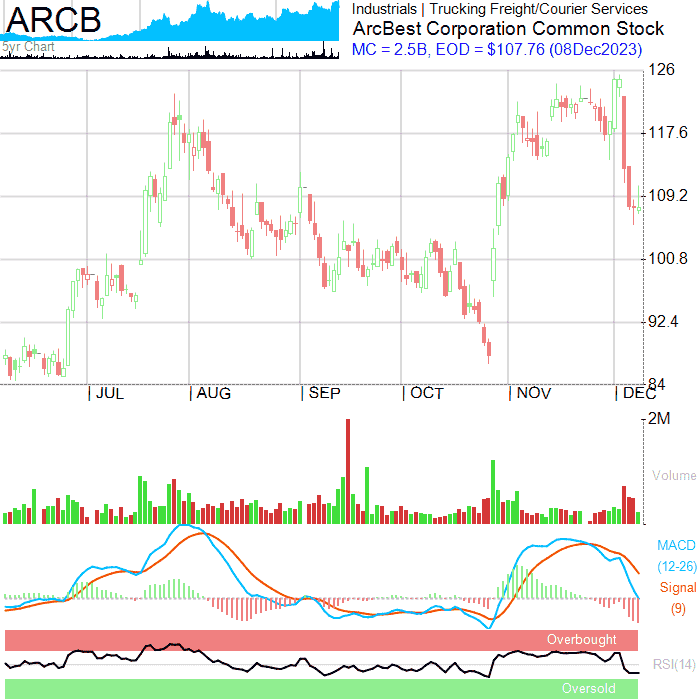 ARCB
5yr Chart
Industrials | Trucking Freight/Courier Services
ArcBest Corporation Common Stock
MC = 2.5B, EOD = $107.76 (08Dec2023)
126
117.6
109.2
100.8
92.4
84
JUL AUG SEP OCT NOV DEC
2M
Volume
MACD
(12-26)
Signal
(9)
Overbought
RSI(14)
Oversold